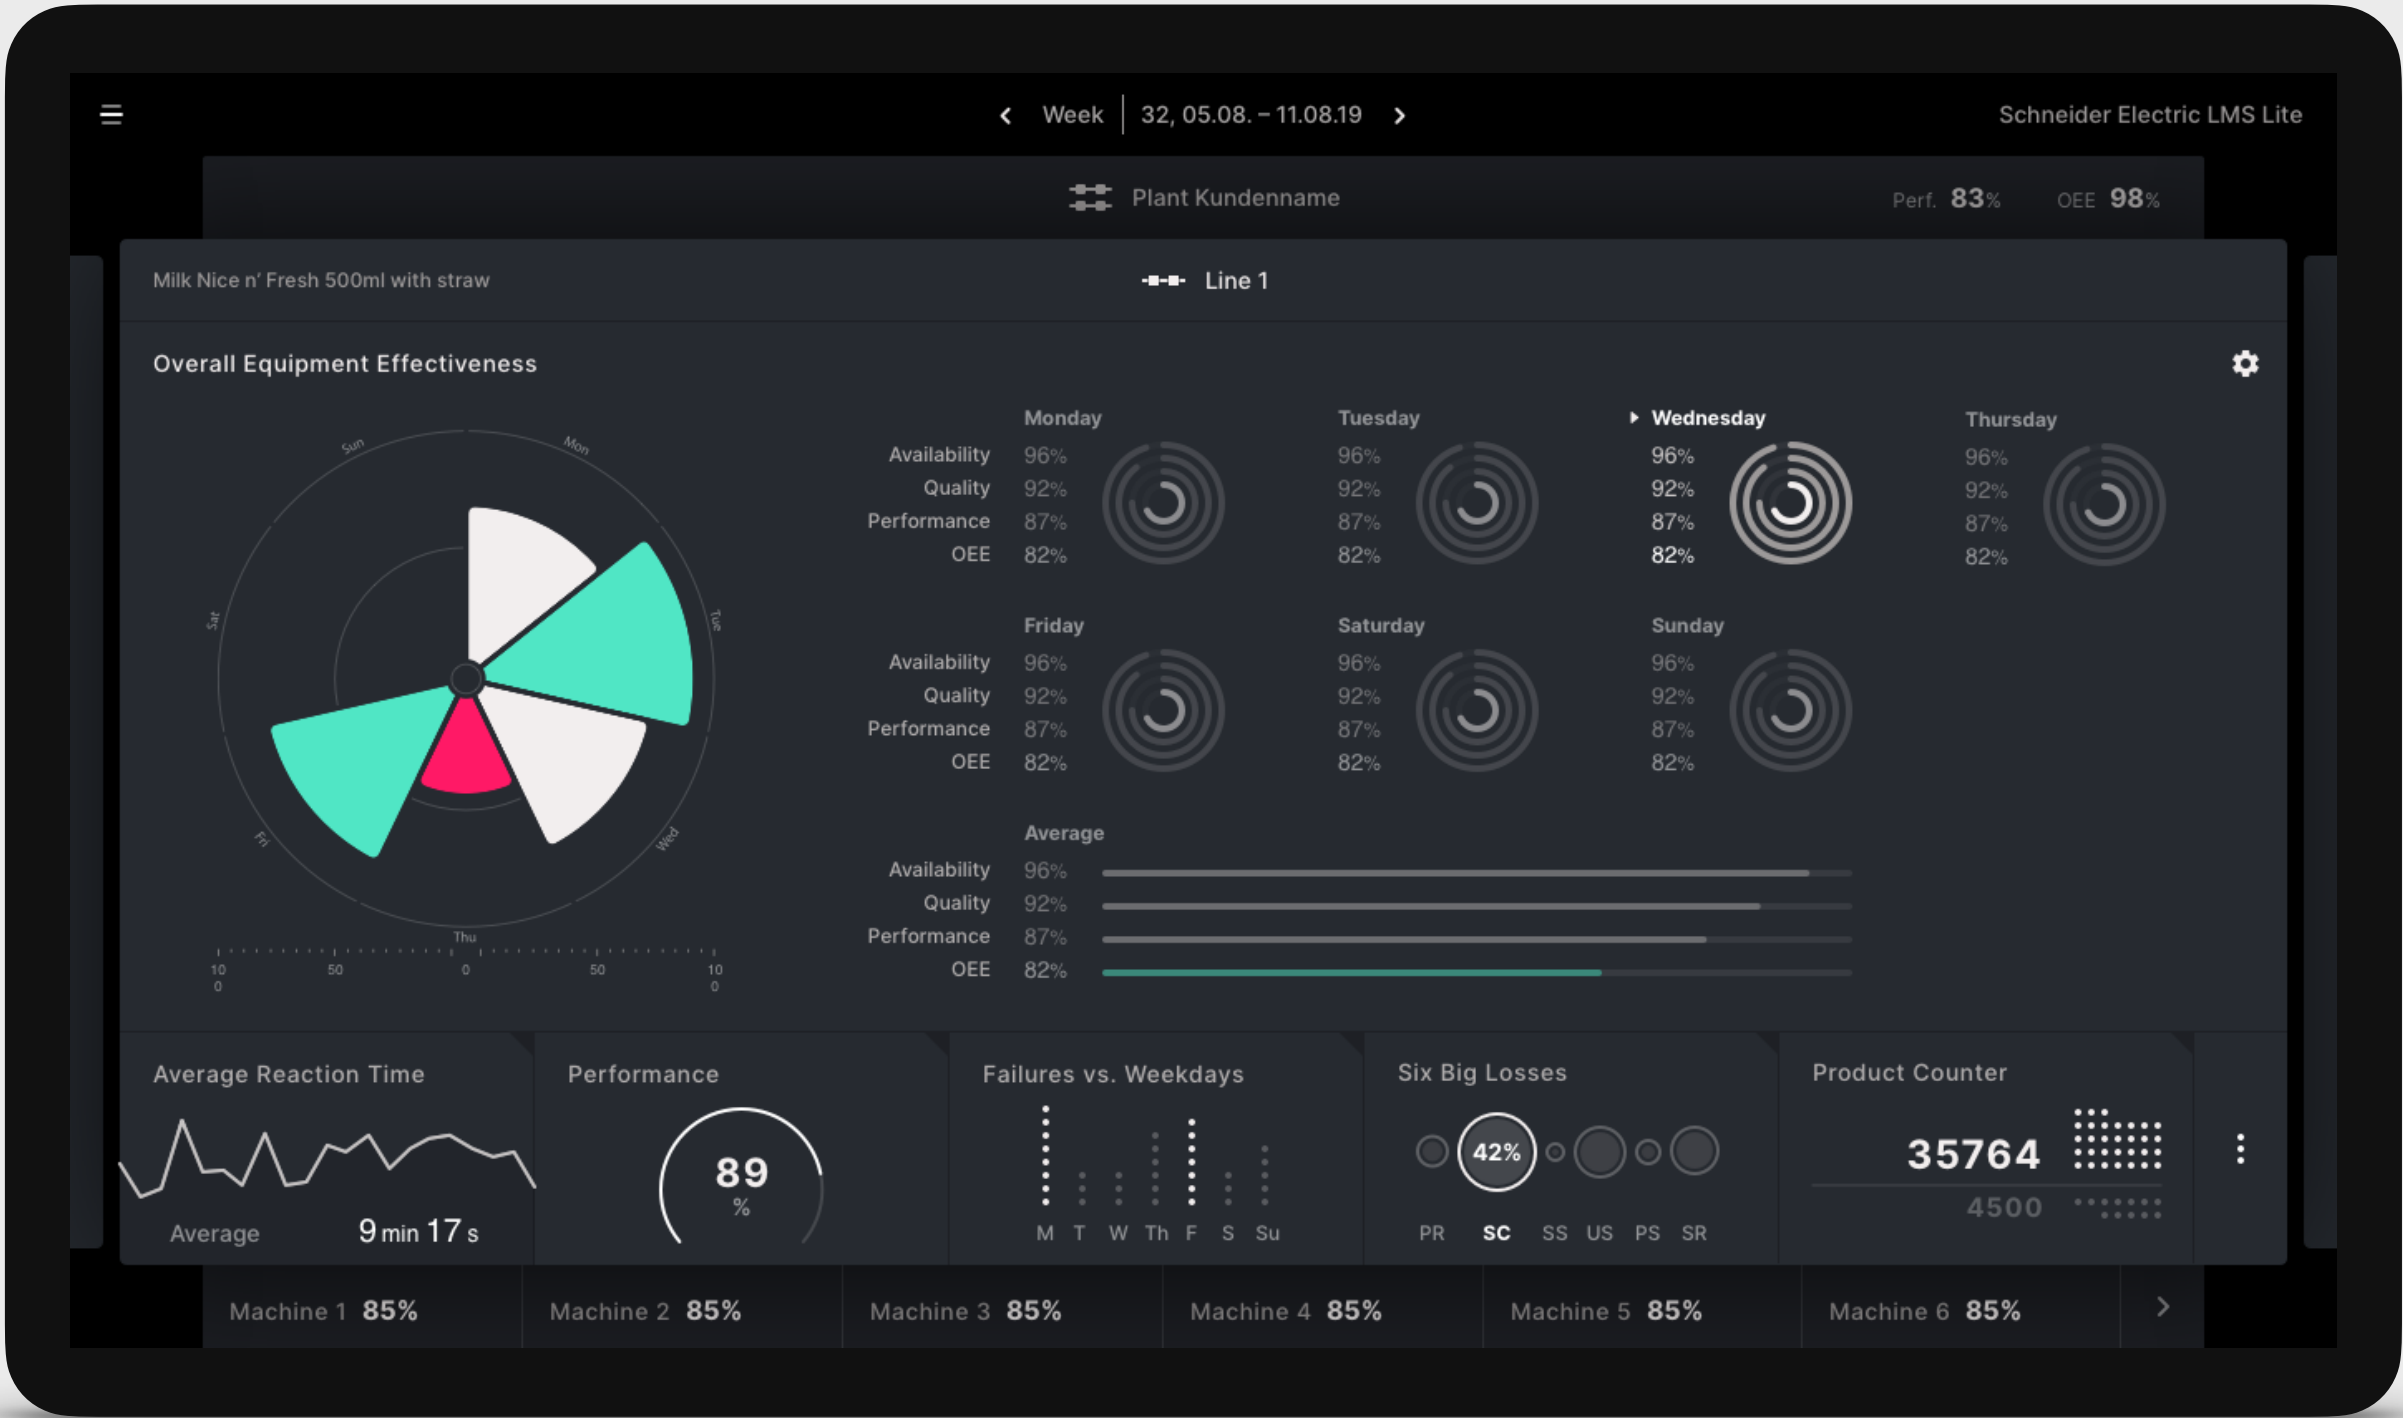 Week 32, 05.08. – 11.08.19
Schneider Electric LMS Lite
Plant Kundenname
Perf. 83% OEE 98%
Milk Nice n’ Fresh 500ml with straw
Line 1
Overall Equipment Effectiveness
Sun
Mon
Sat
Tue
Fri
Wed
Thu
10
0
50
0
50
10
0
Monday
Tuesday
Wednesday
Thursday
Availability 96% 96% 96% 96%
Quality 92% 92% 92% 92%
Performance 87% 87% 87% 87%
OEE 82% 82% 82% 82%
Friday
Saturday
Sunday
Availability 96% 96% 96%
Quality 92% 92% 92%
Performance 87% 87% 87%
OEE 82% 82% 82%
Average
Availability 96%
Quality 92%
Performance 87%
OEE 82%
Average Reaction Time
Average 9 min 17 s
Performance
89
%
Failures vs. Weekdays
M T W Th F S Su
Six Big Losses
42%
PR SC SS US PS SR
Product Counter
35764
4500
Machine 1 85%
Machine 2 85%
Machine 3 85%
Machine 4 85%
Machine 5 85%
Machine 6 85%